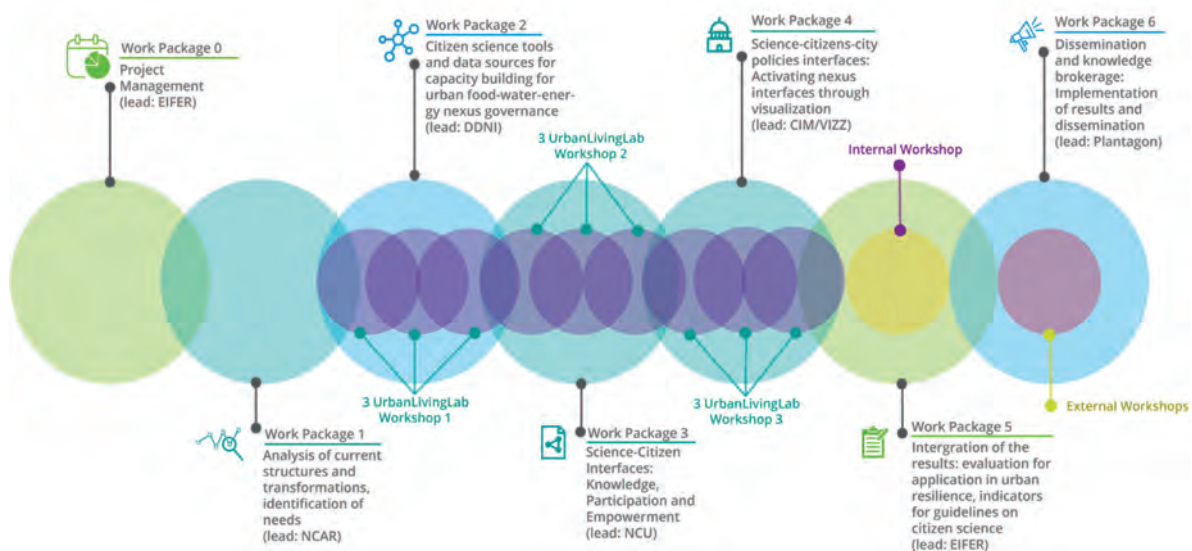 Work Package 0
Project
Management
(lead: EIFER)
Work Package 2
Citizen science tools
and data sources for
capacity building for
urban food-water-ener-
gy nexus governance
(lead: DDNI)
Work Package 4
Science-citizens-city
policies interfaces:
Activating nexus
interfaces through
visualization
(lead: CIM/VIZZ)
Work Package 6
Dissemination
and knowledge
brokerage:
Implementation
of results and
dissemination
(lead: Plantagon)
3 UrbanLivingLab
Workshop 2
Internal Workshop
3 UrbanLivingLab
Workshop 1
3 UrbanLivingLab
Workshop 3
External Workshops
Work Package 1
Analysis of current
structures and
transformations,
identification of
needs
(lead: NCAR)
Work Package 3
Science-Citizen
Interfaces:
Knowledge,
Participation and
Empowerment
(lead: NCU)
Work Package 5
Intergration of the
results: evaluation for
application in urban
resilience, indicators
for guidelines on
citizen science
(lead: EIFER)